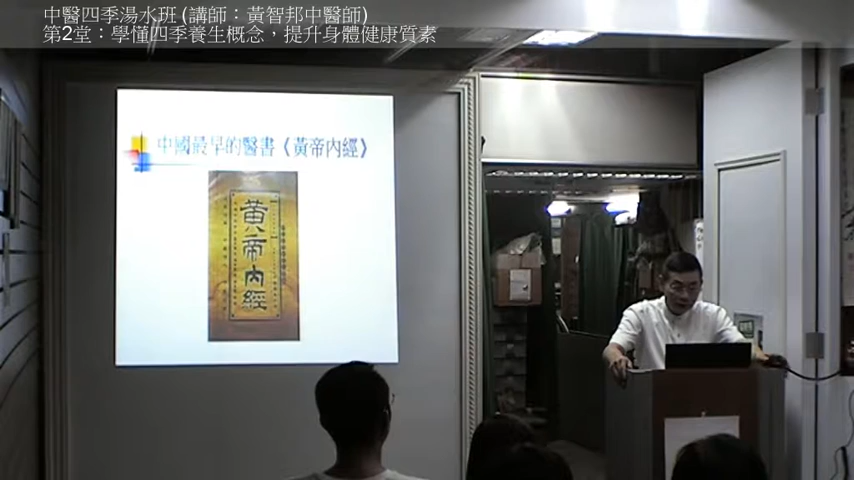 中醫四季湯水班 (講師：黃智邦中醫師)
第2堂：學懂四季養生概念，提升身體健康質素
中國最早的醫書《黃帝內經》
黃帝內經